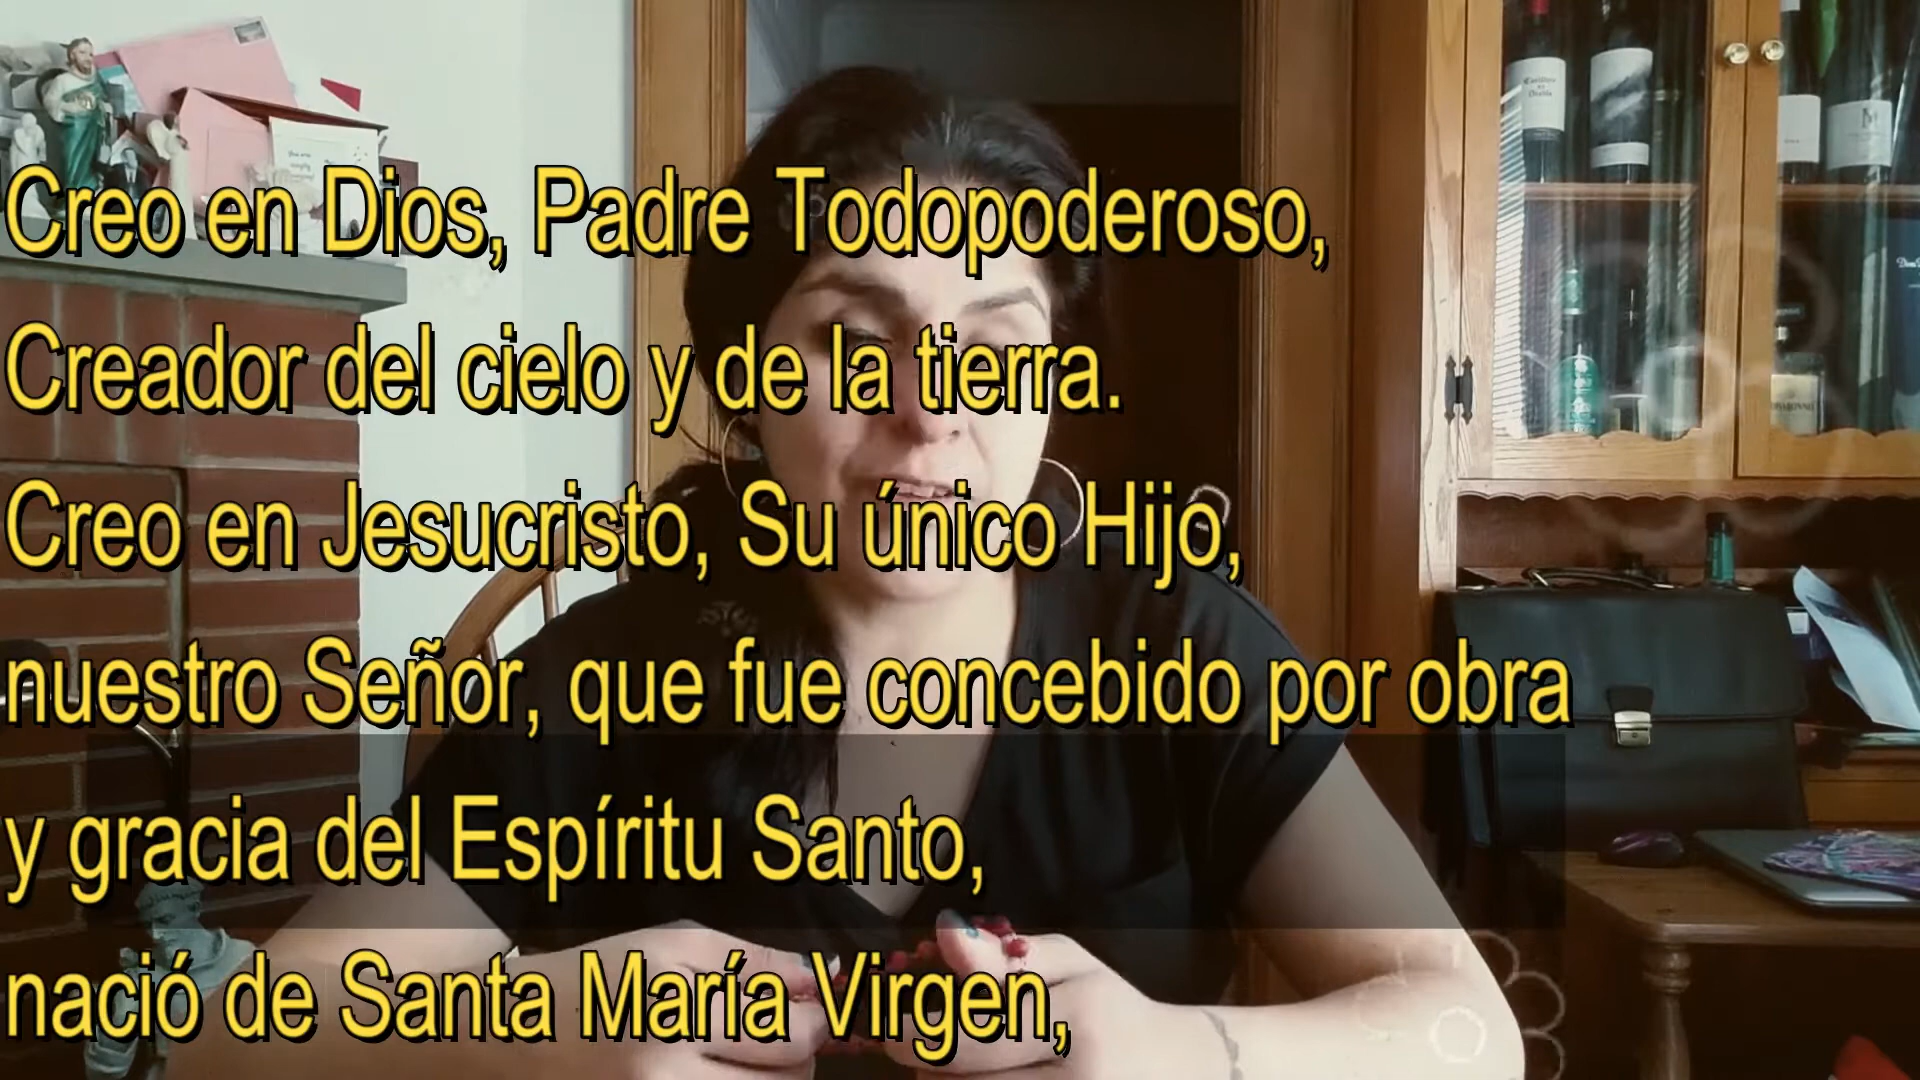 Creo en Dios, Padre Todopoderoso,
Creador del cielo y de la tierra.
Creo en Jesucristo, Su único Hijo,
nuestro Señor, que fue concebido por obra
y gracia del Espíritu Santo,
nació de Santa María Virgen,